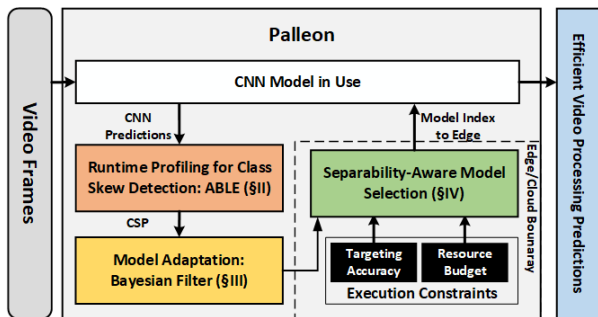 Palleon
Video Frames
CNN Model in Use
Efficient Video Processing Predictions
CNN
Predictions
Model Index
to Edge
Runtime Profiling for Class
Skew Detection: ABLE (§II)
Separability-Aware Model
Selection (§IV)
Edge/Cloud Bounaray
CSP
Model Adaptation:
Bayesian Filter (§III)
Targeting
Accuracy
Resource
Budget
Execution Constraints